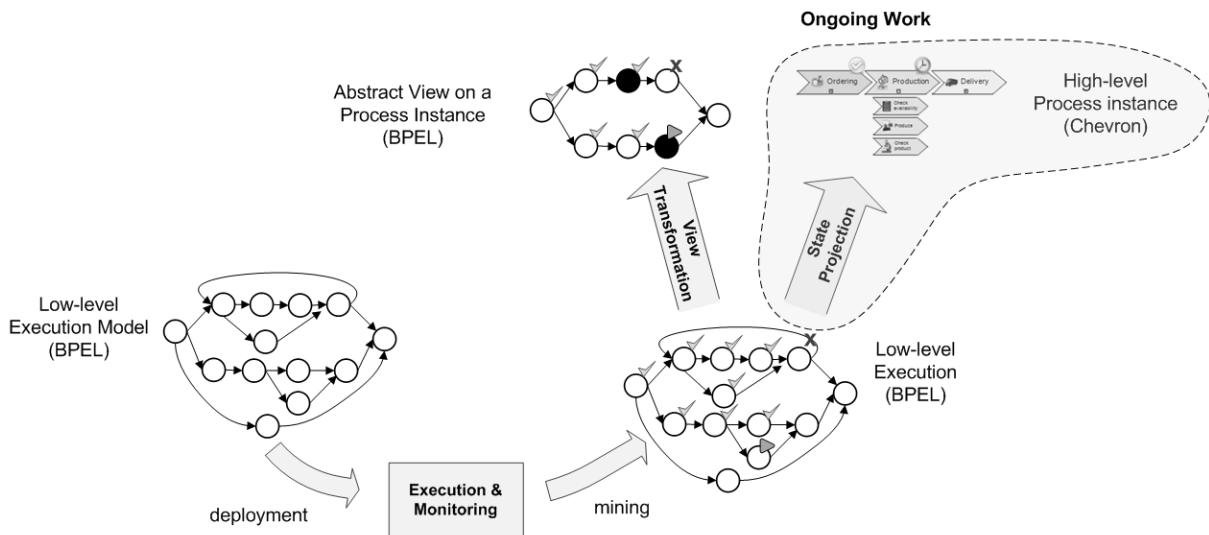 Ongoing Work
Abstract View on a
Process Instance
(BPEL)
Ordering
Production
Delivery
Check
availability
Produce
Check
product
High-level
Process instance
(Chevron)
View
Transformation
State
Projection
Low-level
Execution Model
(BPEL)
x
x
Low-level
Execution
(BPEL)
Execution &
Monitoring
deployment
mining